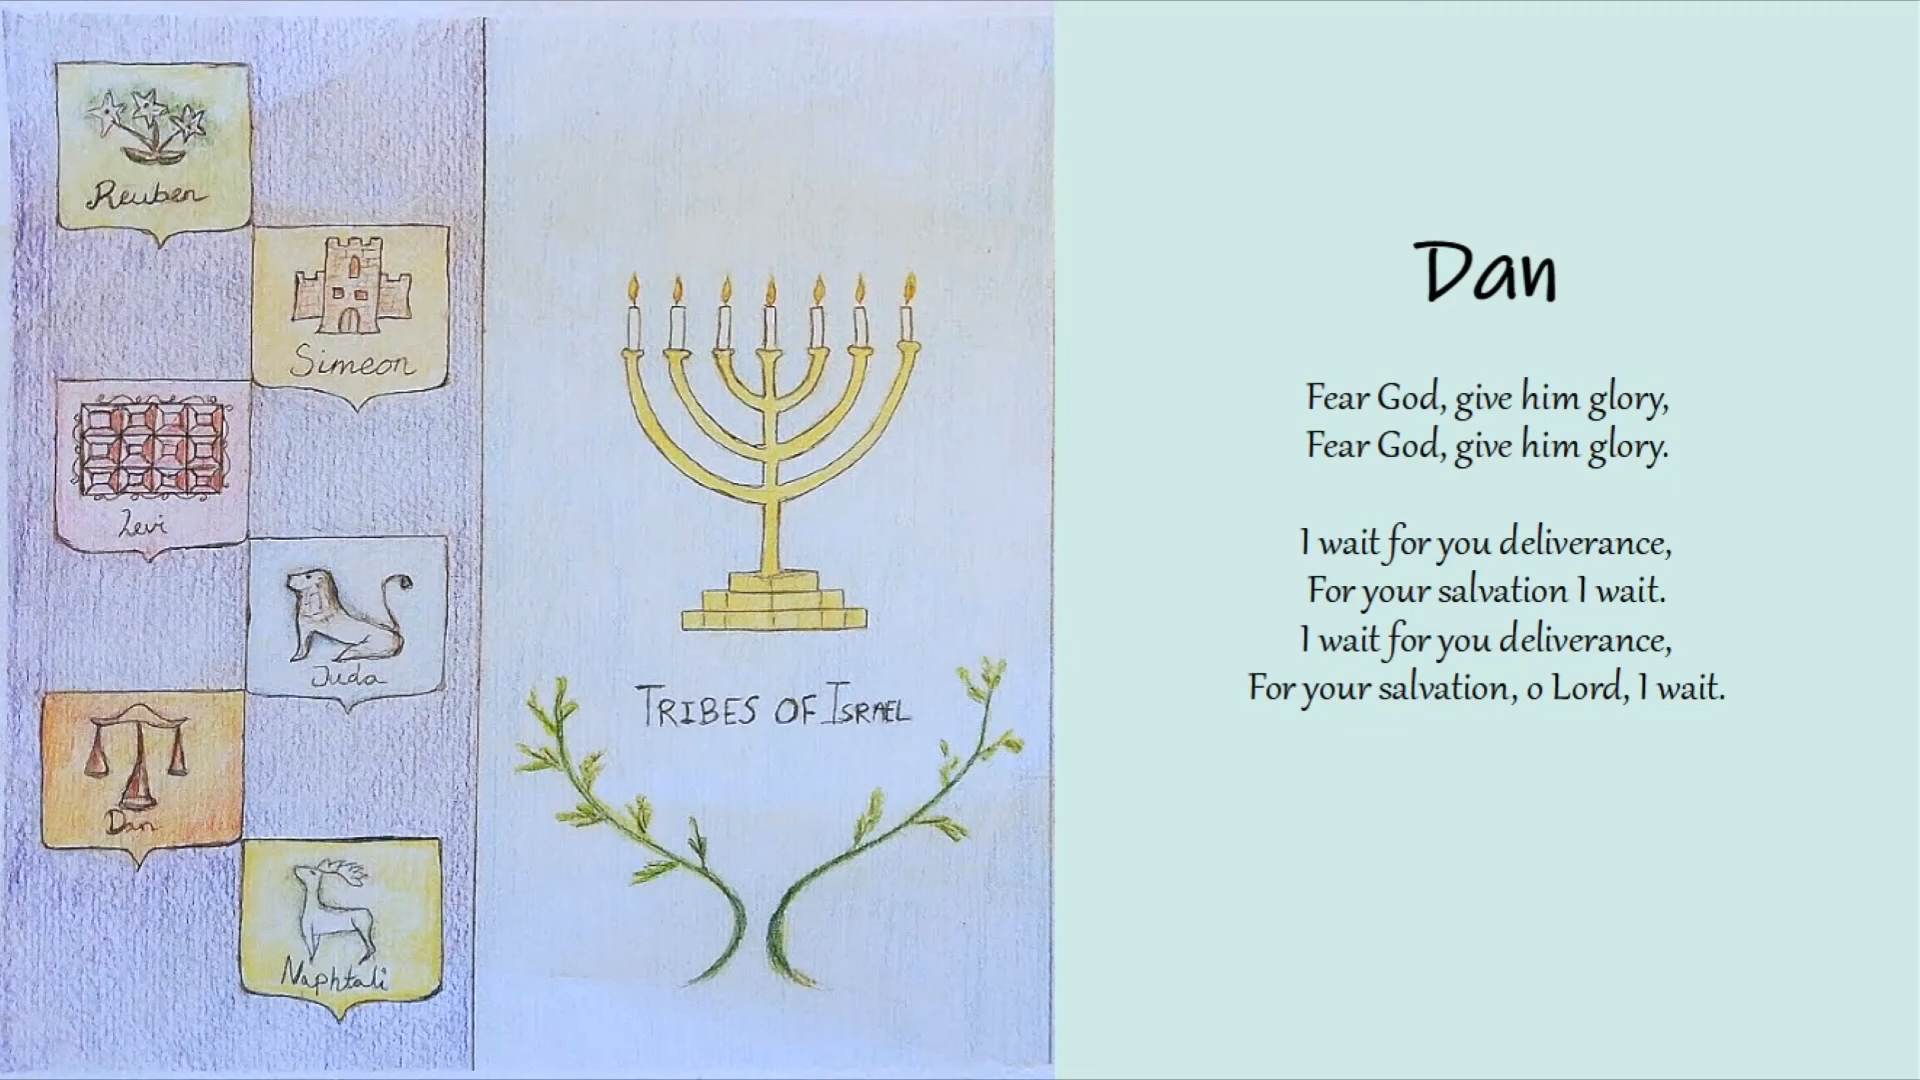 Reuben
Simeon
Levi
Juda
Dan
Naphtali
TRIBES OF ISRAEL
Dan
Fear God, give him glory,
Fear God, give him glory.
I wait for you deliverance,
For your salvation I wait.
I wait for you deliverance,
For your salvation, o Lord, I wait.